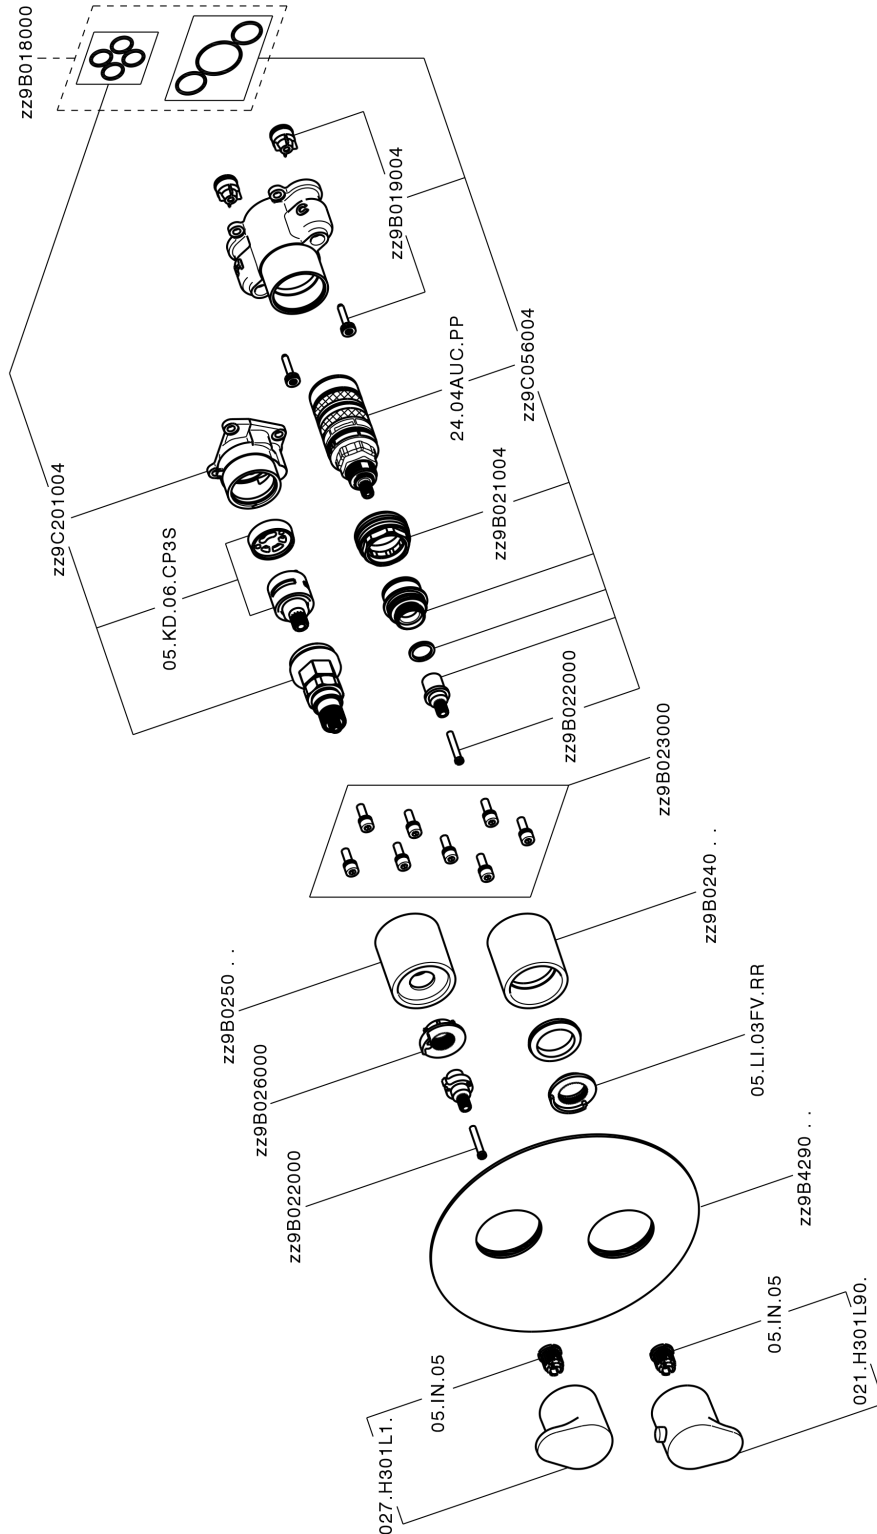 zz9B018000
zz9B019004
zz9C056004
24.04AUC.PP
zz9C201004
zz9B021004
05.KD.06.CP3S
zz9B022000
zz9B023000
zz9B0240 . .
zz9B0250 . .
05.LI.03FV.RR
zz9B026000
zz9B4290 . .
zz9B022000
05.IN.05
021.H301L90.
05.IN.05
027.H301L1.